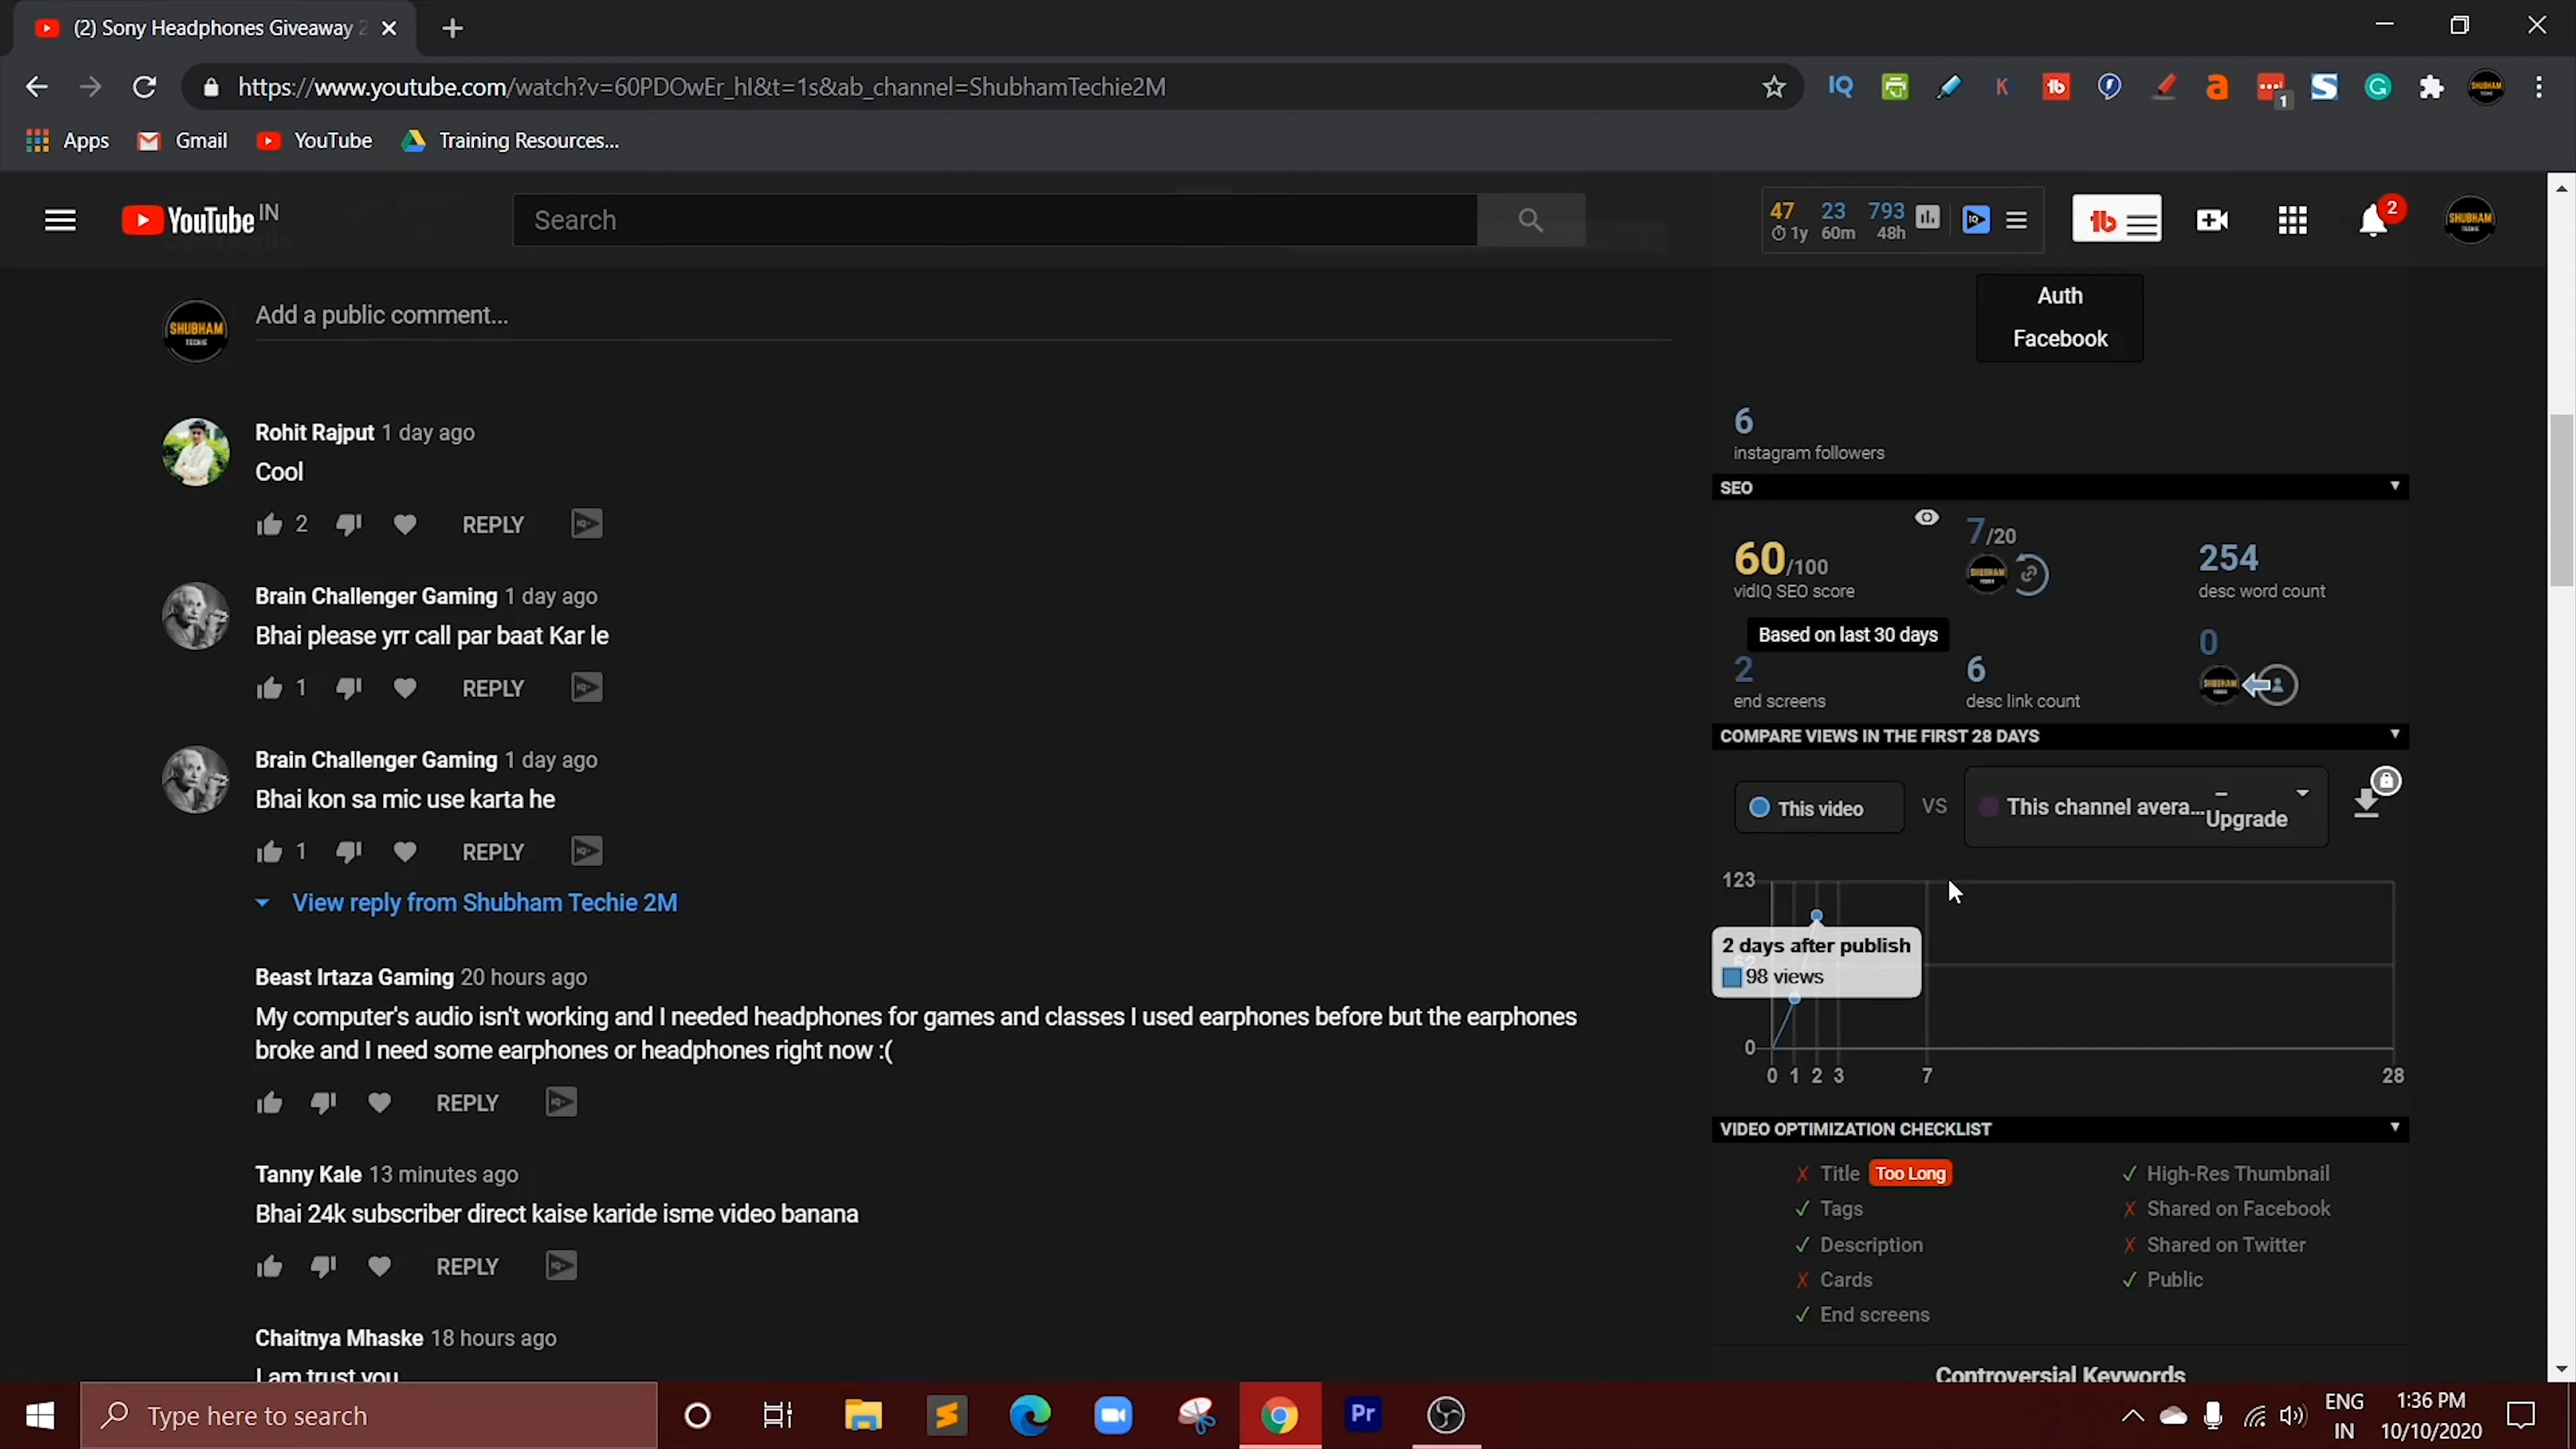 (2) Sony Headphones Giveaway 2
https://www.youtube.com/watch?v=60PDOwEr_hI&t=1s&ab_channel=ShubhamTechie2M
1
Apps Gmail YouTube Training Resources...
YouTube IN
Search
47 23 793
1y 60m 48h
2
SHUBHAM TECHIE
Add a public comment...
Rohit Rajput 1 day ago
Cool
2 REPLY
Brain Challenger Gaming 1 day ago
Bhai please yrr call par baat Kar le
1 REPLY
Brain Challenger Gaming 1 day ago
Bhai kon sa mic use karta he
1 REPLY
View reply from Shubham Techie 2M
Beast Irtaza Gaming 20 hours ago
My computer's audio isn't working and I needed headphones for games and classes I used earphones before but the earphones
broke and I need some earphones or headphones right now :(
REPLY
Tanny Kale 13 minutes ago
Bhai 24k subscriber direct kaise karide isme video banana
REPLY
Chaitnya Mhaske 18 hours ago
I am trust you
Auth
Facebook
6
instagram followers
SEO
60/100
vidIQ SEO score
7/20
254
desc word count
Based on last 30 days
2
end screens
6
desc link count
0
COMPARE VIEWS IN THE FIRST 28 DAYS
This video VS This channel avera... – Upgrade
123
2 days after publish
98 views
0
0 1 2 3 7 28
VIDEO OPTIMIZATION CHECKLIST
Title Too Long
Tags
Description
Cards
End screens
High-Res Thumbnail
Shared on Facebook
Shared on Twitter
Public
Controversial Keywords
Type here to search
Pr
ENG
IN
1:36 PM
10/10/2020